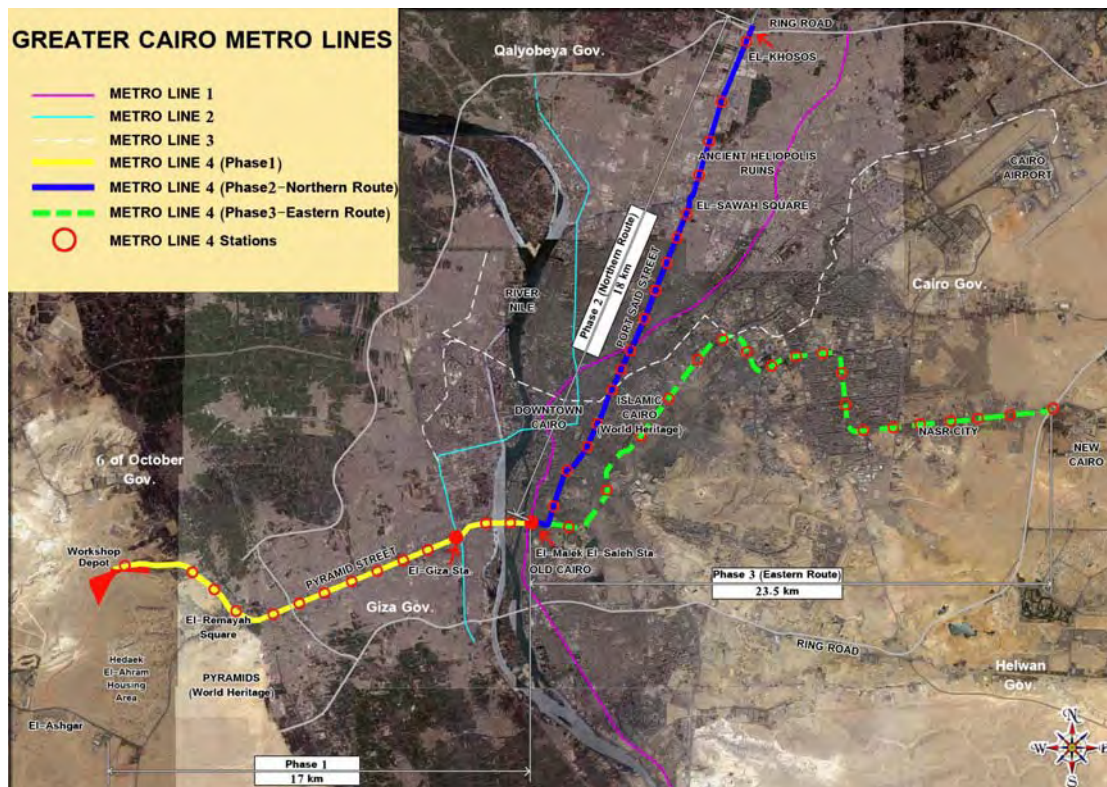 GREATER CAIRO METRO LINES
METRO LINE 1
METRO LINE 2
METRO LINE 3
METRO LINE 4 (Phase1)
METRO LINE 4 (Phase2-Northern Route)
METRO LINE 4 (Phase3-Eastern Route)
METRO LINE 4 Stations
Qalyobeya Gov.
RING ROAD
EL-KHOSOS
ANCIENT HELIOPOLIS
RUINS
CAIRO
AIRPORT
EL-SAWAH SQUARE
Phase 2 (Northern Route)
18 km
PORT SAID STREET
Cairo Gov.
RIVER
NILE
DOWNTOWN
CAIRO
ISLAMIC
CAIRO
(World Heritage)
NASR CITY
NEW
CAIRO
6 of October
Gov.
Workshop
Depot
PYRAMID STREET
El-Giza Sta
El-Malek El-Saleh Sta
OLD CAIRO
Phase 3 (Eastern Route)
23.5 km
Giza Gov.
El-Remayah
Square
RING ROAD
Hedaek
El-Ahram
Housing
Area
PYRAMIDS
(World Heritage)
Helwan
Gov.
El-Ashgar
N
W
E
S
Phase 1
17 km